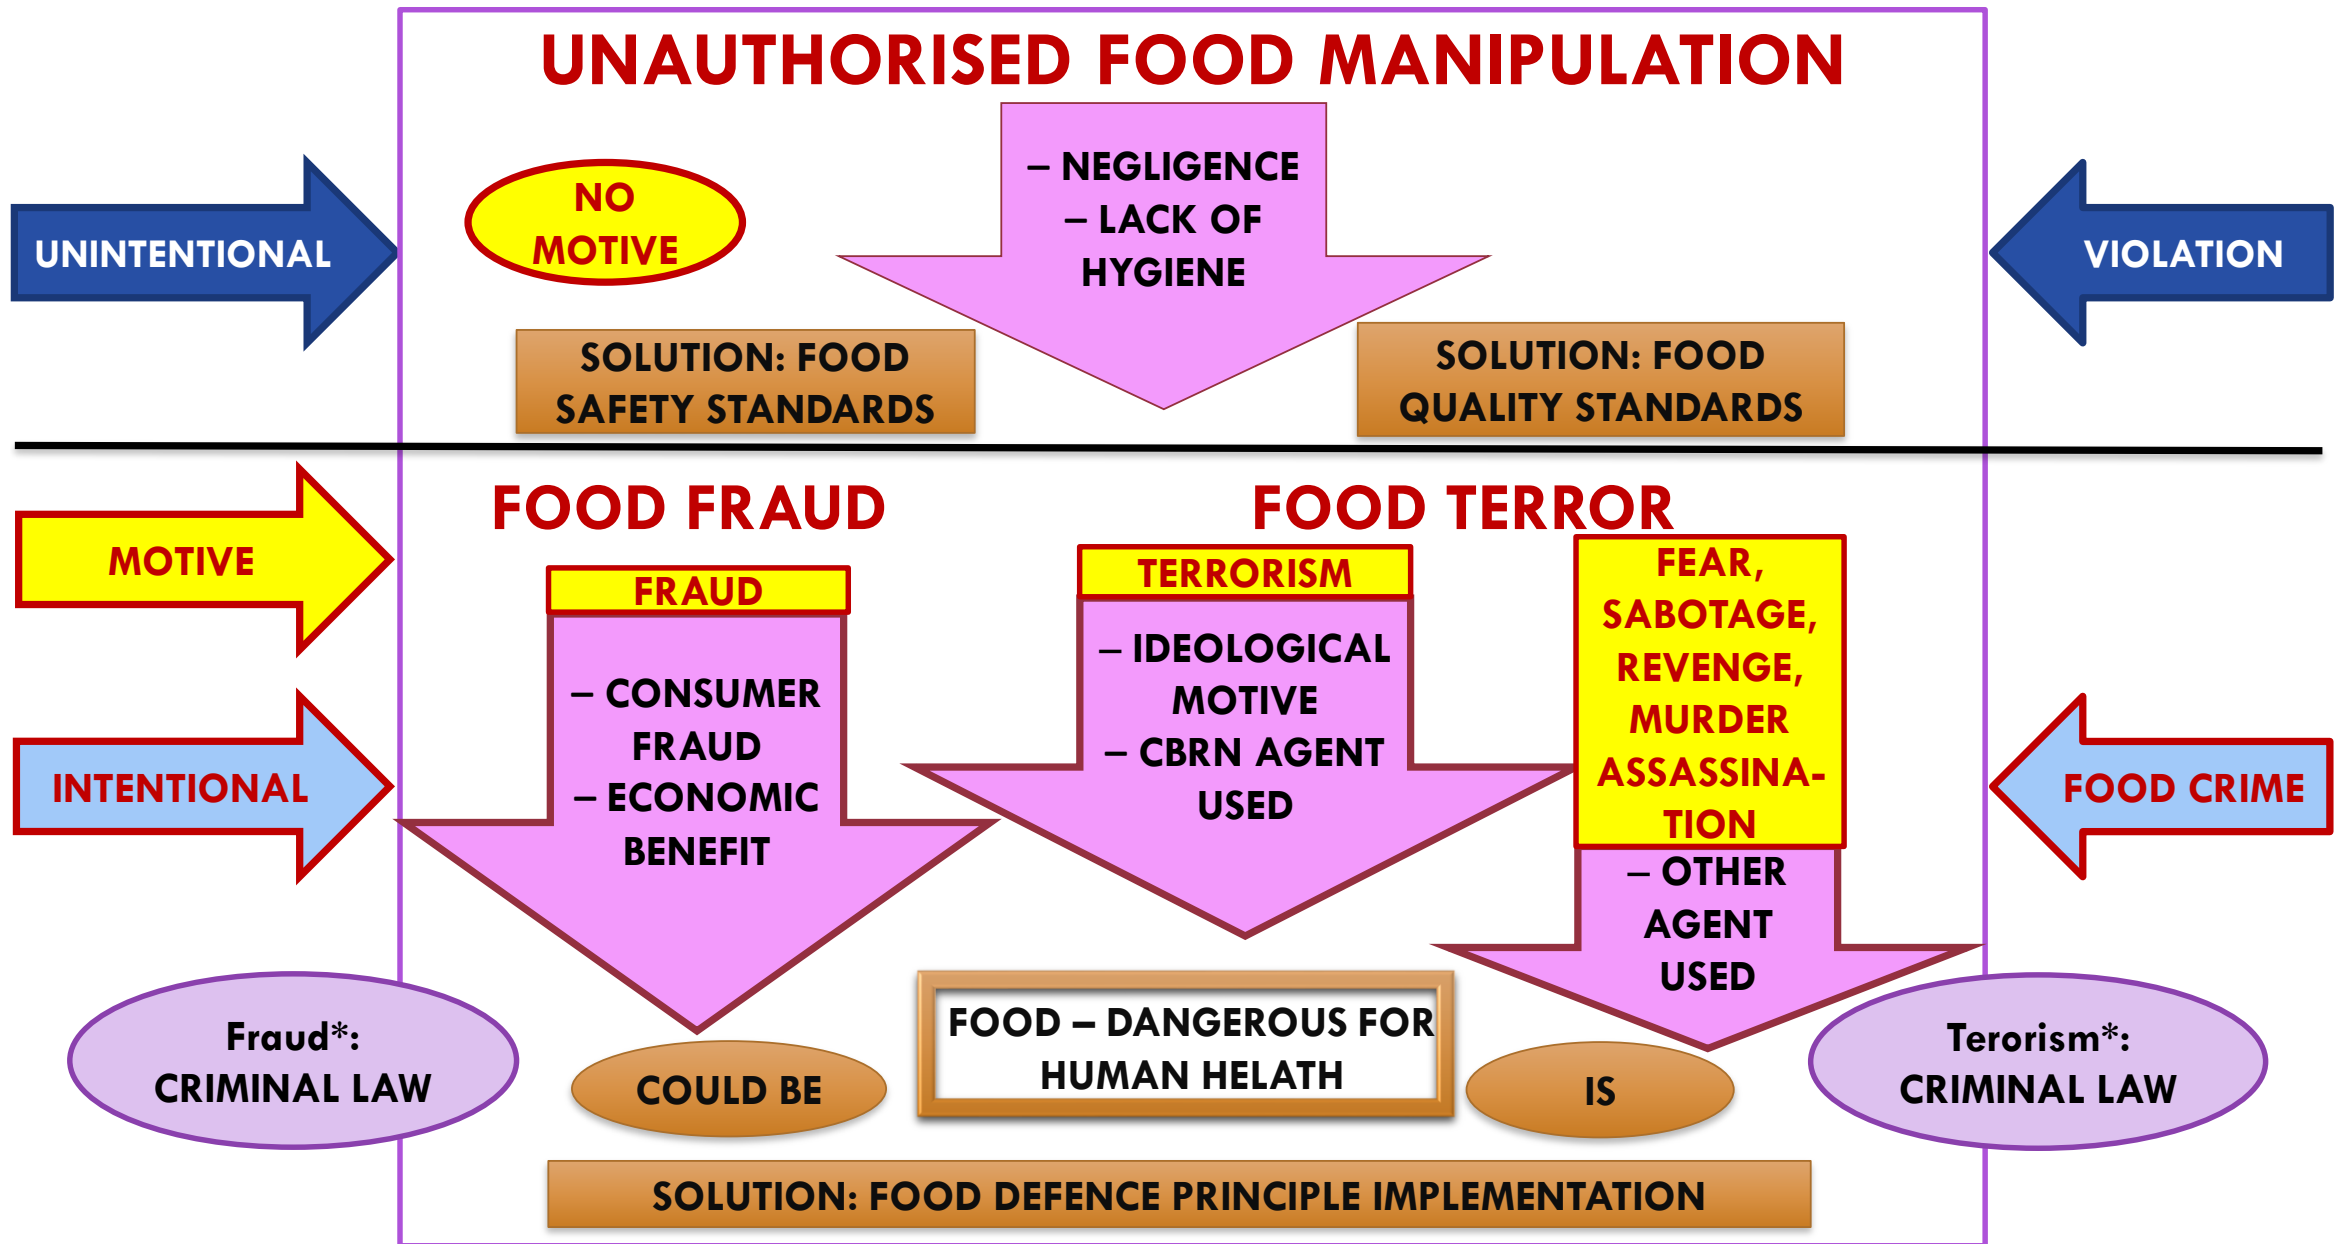 UNAUTHORISED FOOD MANIPULATION
NO
MOTIVE
– NEGLIGENCE
– LACK OF
HYGIENE
UNINTENTIONAL
VIOLATION
SOLUTION: FOOD
SAFETY STANDARDS
SOLUTION: FOOD
QUALITY STANDARDS
FOOD FRAUD
FOOD TERROR
MOTIVE
FRAUD
– CONSUMER
FRAUD
– ECONOMIC
BENEFIT
TERRORISM
– IDEOLOGICAL
MOTIVE
– CBRN AGENT
USED
FEAR,
SABOTAGE,
REVENGE,
MURDER
ASSASSINA-
TION
– OTHER
AGENT
USED
INTENTIONAL
FOOD CRIME
Fraud*:
CRIMINAL LAW
COULD BE
FOOD – DANGEROUS FOR
HUMAN HELATH
IS
Terorism*:
CRIMINAL LAW
SOLUTION: FOOD DEFENCE PRINCIPLE IMPLEMENTATION